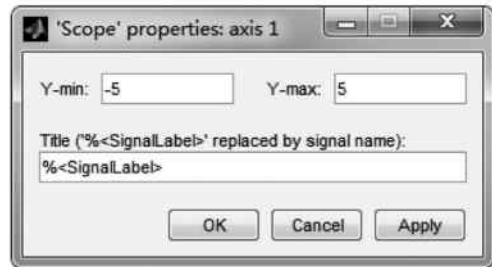 'Scope' properties: axis 1
Y-min: -5 Y-max: 5
Title ('%<SignalLabel>' replaced by signal name):
%<SignalLabel>
OK Cancel Apply